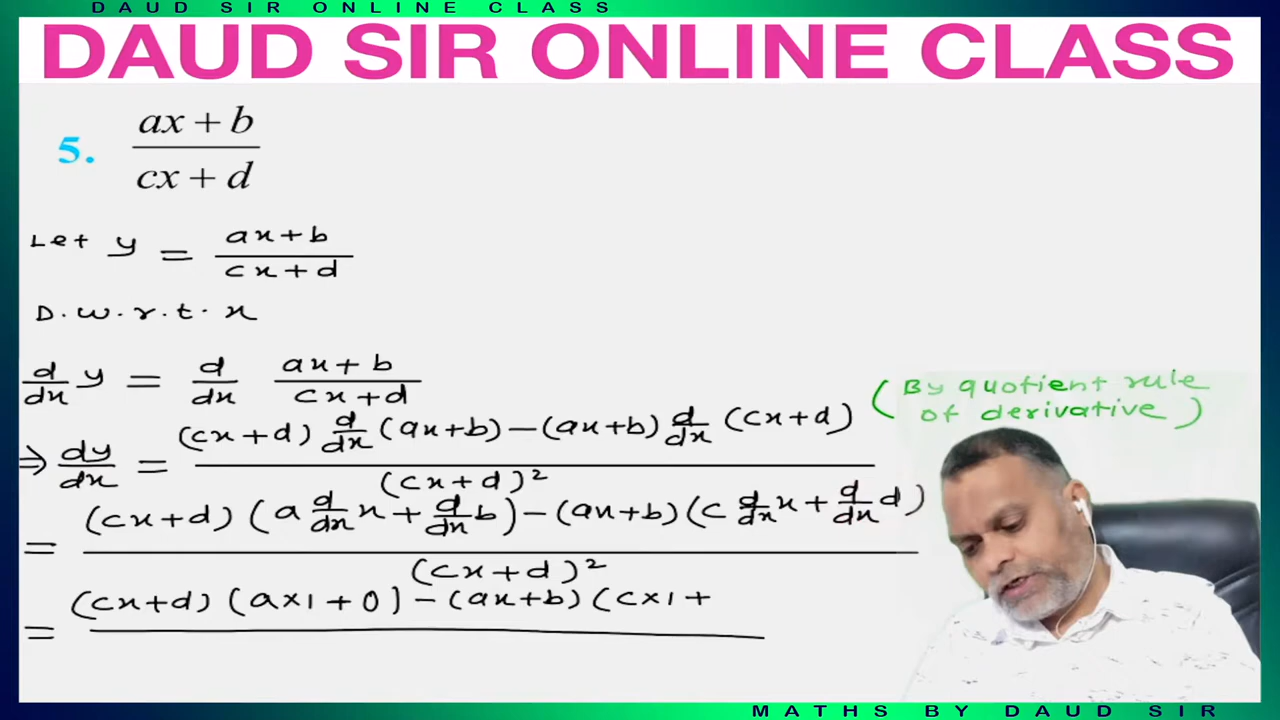 DAUD SIR ONLINE CLASS
DAUD SIR ONLINE CLASS
5. ax + b / cx + d
Let y = ax+b / cx+d
D.w.r.t. x
d/dx y = d/dx ax+b / cx+d
(By quotient rule
of derivative)
⇒ dy/dx = (cx+d) d/dx (ax+b) − (ax+b) d/dx (cx+d) / (cx+d)²
= (cx+d) (a d/dx x + d/dx b) − (ax+b) (c d/dx x + d/dx d) / (cx+d)²
= (cx+d) (a×1 + 0) − (ax+b) (c×1 +
MATHS BY DAUD SIR